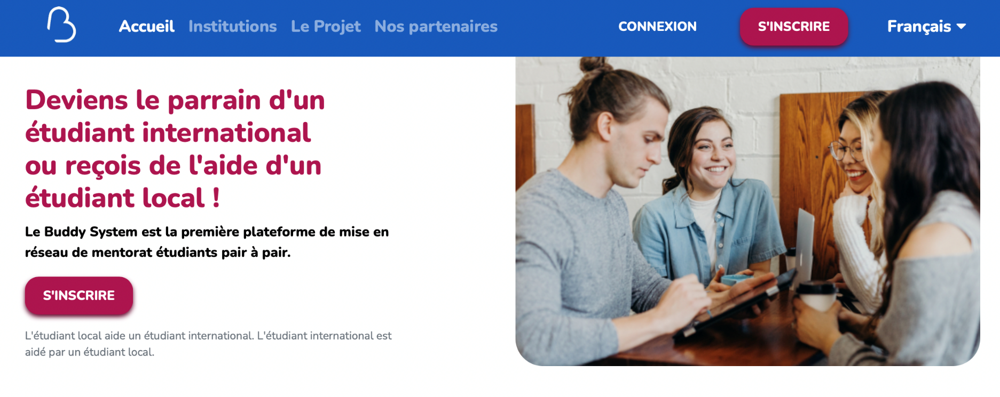 Accueil Institutions Le Projet Nos partenaires CONNEXION S'INSCRIRE Français
Deviens le parrain d'un
étudiant international
ou reçois de l'aide d'un
étudiant local !
Le Buddy System est la première plateforme de mise en
réseau de mentorat étudiants pair à pair.
S'INSCRIRE
L'étudiant local aide un étudiant international. L'étudiant international est
aidé par un étudiant local.